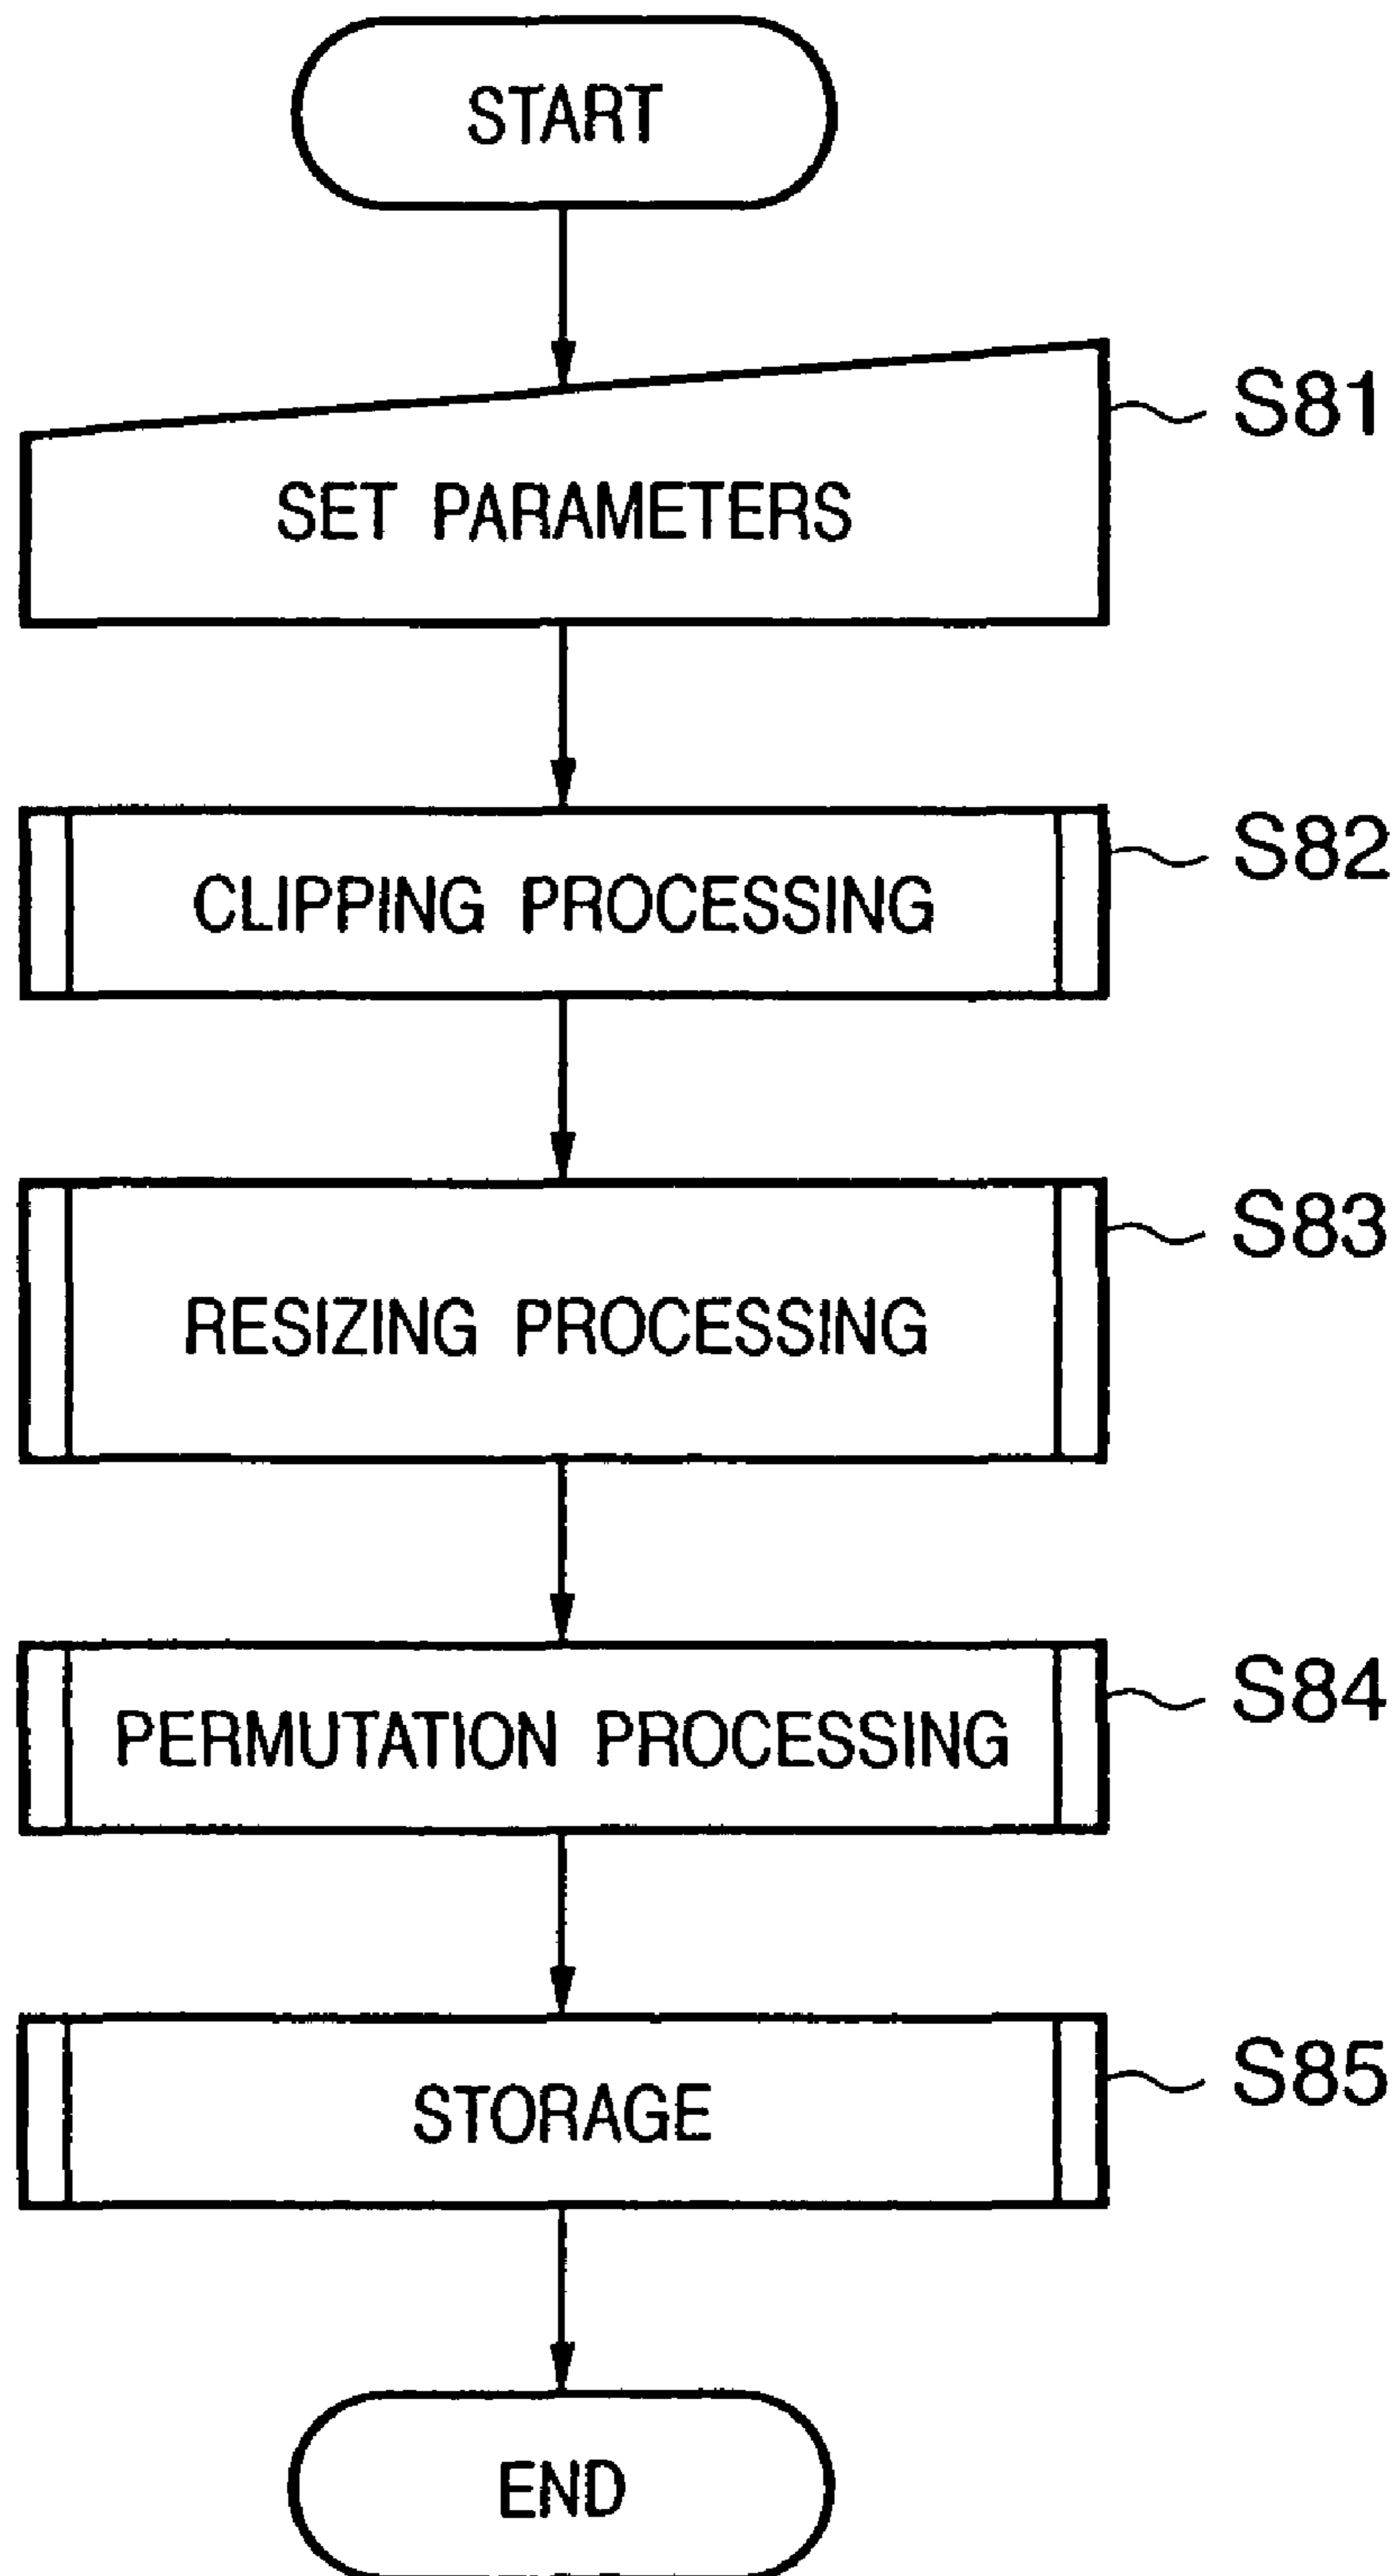 START
S81
SET PARAMETERS
S82
CLIPPING PROCESSING
S83
RESIZING PROCESSING
S84
PERMUTATION PROCESSING
S85
STORAGE
END